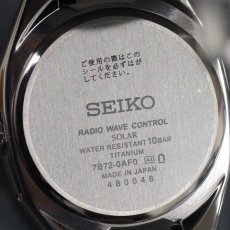 ご使用の際はこの
シールを必ずはがし
てください。
SEIKO
RADIO WAVE CONTROL
SOLAR
WATER RESISTANT 10BAR
TITANIUM
7B72-0AF0 A4
MADE IN JAPAN
480048